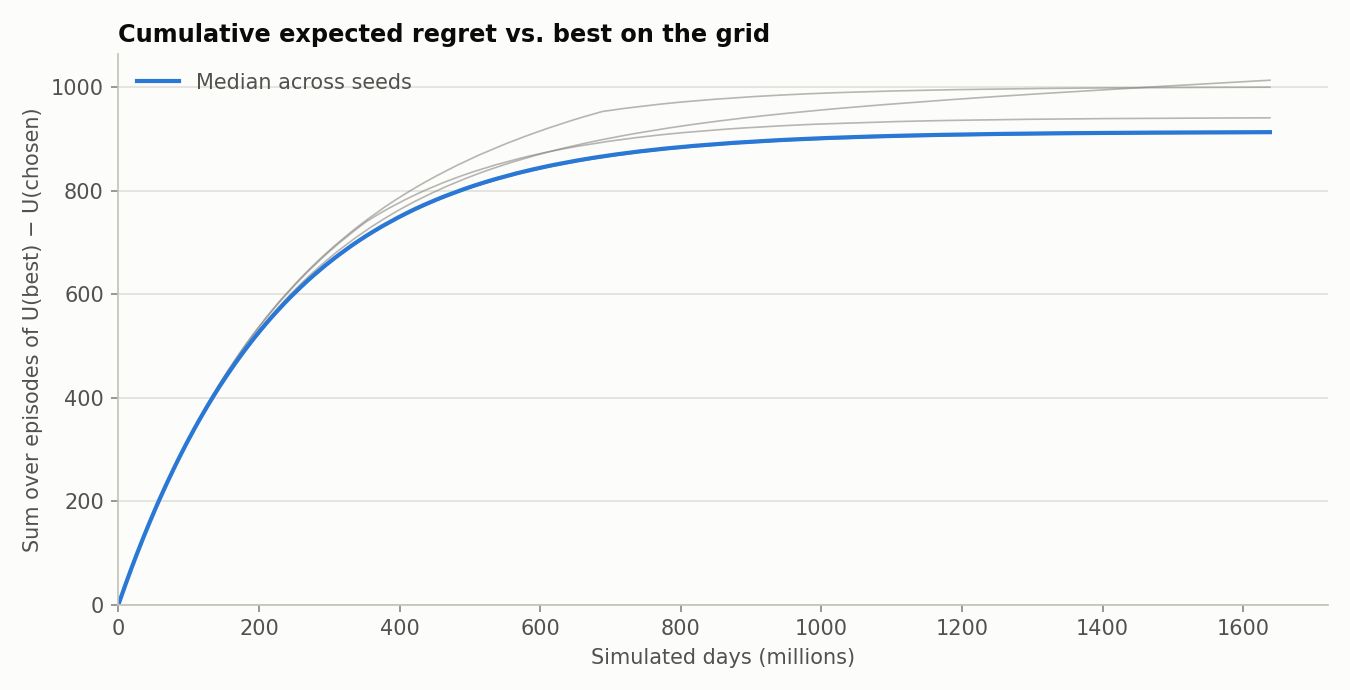 Cumulative expected regret vs. best on the grid
Median across seeds
Sum over episodes of U(best) − U(chosen)
1000
800
600
400
200
0
0 200 400 600 800 1000 1200 1400 1600
Simulated days (millions)